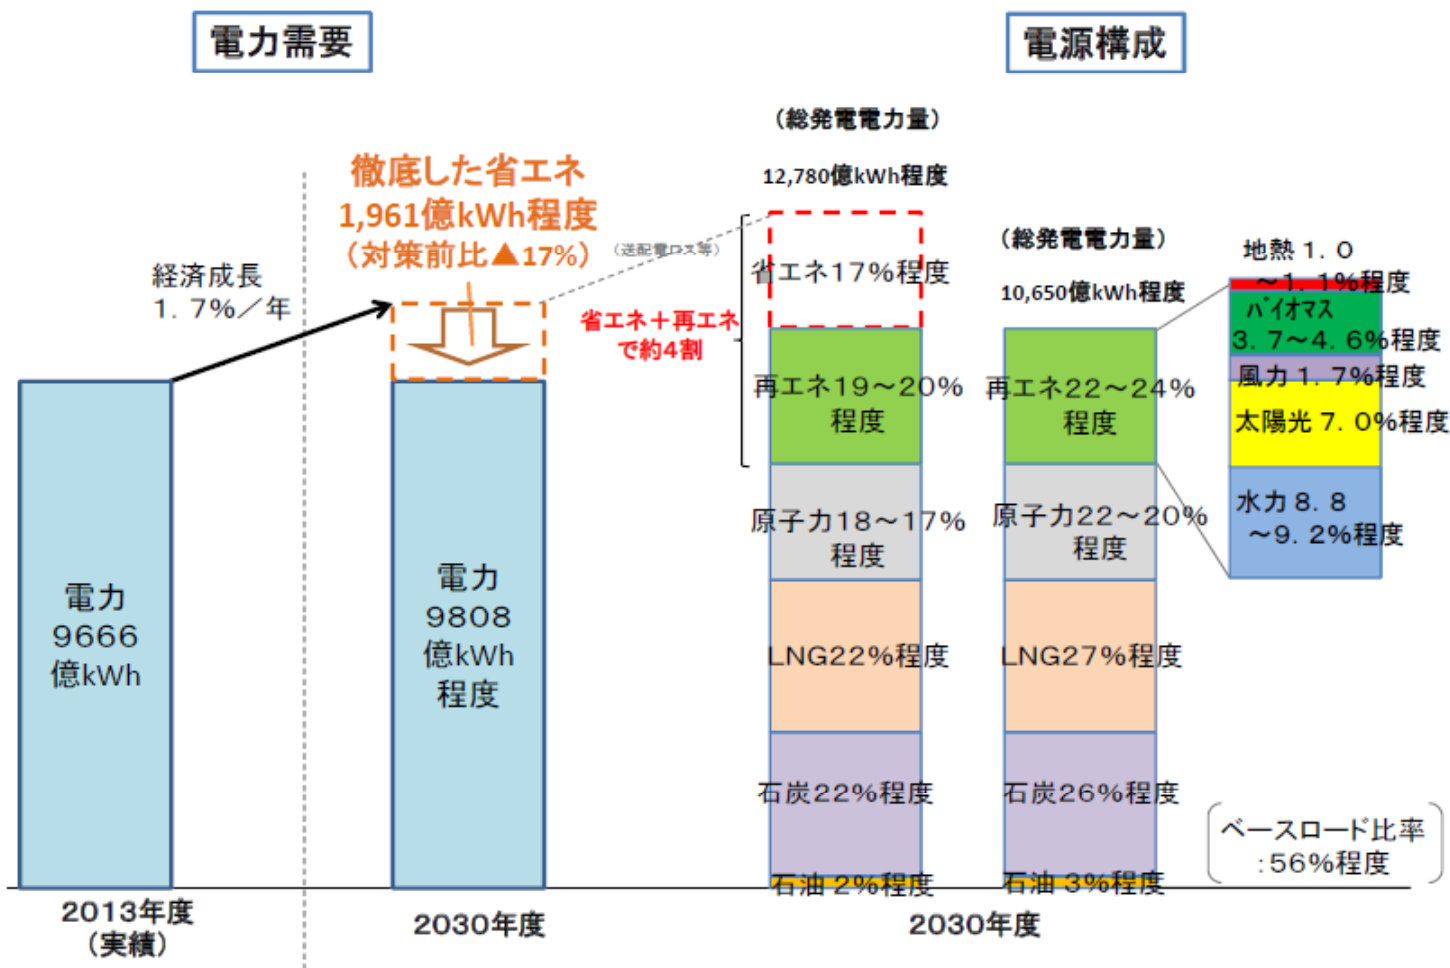 電力需要
電源構成
徹底した省エネ
1,961億kWh程度
（対策前比▲17%）
経済成長
１．７％／年
電力
９６６６
億kWh
電力
９８０８
億kWh
程度
（送配電ロス等）
省エネ＋再エネ
で約4割
（総発電電力量）
12,780億kWh程度
省エネ１７％程度
再エネ１９～２０％
程度
原子力１８～１７％
程度
LNG２２％程度
石炭２２％程度
石油 ２％程度
（総発電電力量）
10,650億kWh程度
再エネ２２～２４％
程度
原子力２２～２０％
程度
LNG２７％程度
石炭２６％程度
石油 ３％程度
地熱 １．０
～１．１％程度
バイオマス
３．７～４．６％程度
風力 １．７％程度
太陽光 ７．０％程度
水力 ８．８
～９．２％程度
ベースロード比率
：５６％程度
２０１３年度
（実績）
２０３０年度
２０３０年度